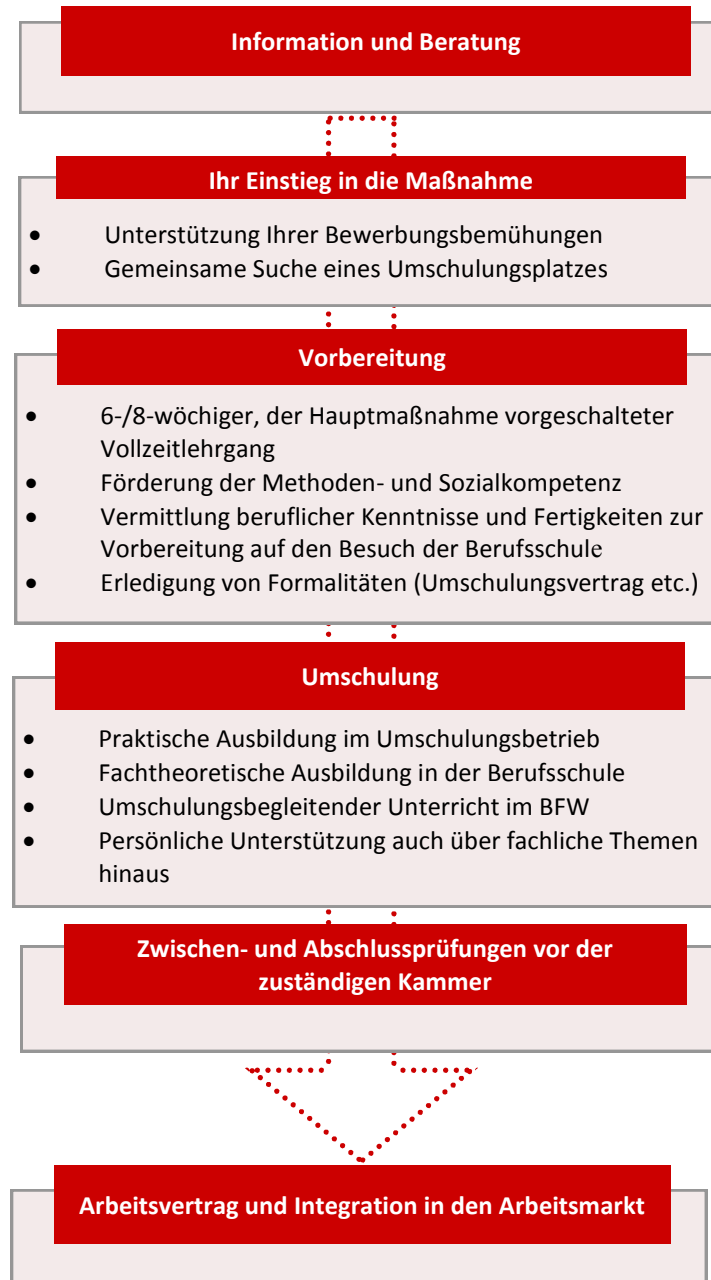 Information und Beratung
Ihr Einstieg in die Maßnahme
• Unterstützung Ihrer Bewerbungsbemühungen
• Gemeinsame Suche eines Umschulungsplatzes
Vorbereitung
• 6-/8-wöchiger, der Hauptmaßnahme vorgeschalteter
Vollzeitlehrgang
• Förderung der Methoden- und Sozialkompetenz
• Vermittlung beruflicher Kenntnisse und Fertigkeiten zur
Vorbereitung auf den Besuch der Berufsschule
• Erledigung von Formalitäten (Umschulungsvertrag etc.)
Umschulung
• Praktische Ausbildung im Umschulungsbetrieb
• Fachtheoretische Ausbildung in der Berufsschule
• Umschulungsbegleitender Unterricht im BFW
• Persönliche Unterstützung auch über fachliche Themen
hinaus
Zwischen- und Abschlussprüfungen vor der
zuständigen Kammer
Arbeitsvertrag und Integration in den Arbeitsmarkt